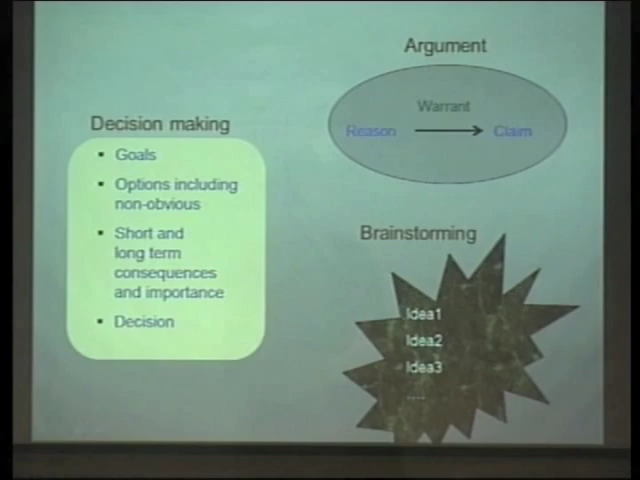 Decision making
Goals
Options including
non-obvious
Short and
long term
consequences
and importance
Decision
Argument
Warrant
Reason
Claim
Brainstorming
Idea1
Idea2
Idea3
....